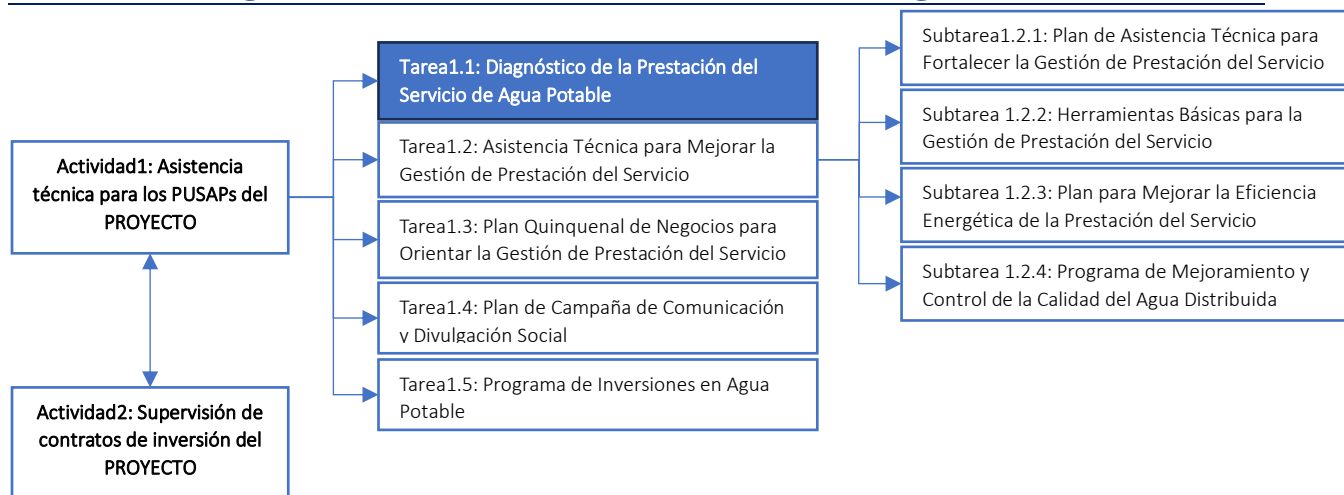 Actividad1: Asistencia
técnica para los PUSAPs del
PROYECTO
Actividad2: Supervisión de
contratos de inversión del
PROYECTO
Tarea1.1: Diagnóstico de la Prestación del
Servicio de Agua Potable
Tarea1.2: Asistencia Técnica para Mejorar la
Gestión de Prestación del Servicio
Tarea1.3: Plan Quinquenal de Negocios para
Orientar la Gestión de Prestación del Servicio
Tarea1.4: Plan de Campaña de Comunicación
y Divulgación Social
Tarea1.5: Programa de Inversiones en Agua
Potable
Subtarea1.2.1: Plan de Asistencia Técnica para
Fortalecer la Gestión de Prestación del Servicio
Subtarea 1.2.2: Herramientas Básicas para la
Gestión de Prestación del Servicio
Subtarea 1.2.3: Plan para Mejorar la Eficiencia
Energética de la Prestación del Servicio
Subtarea 1.2.4: Programa de Mejoramiento y
Control de la Calidad del Agua Distribuida